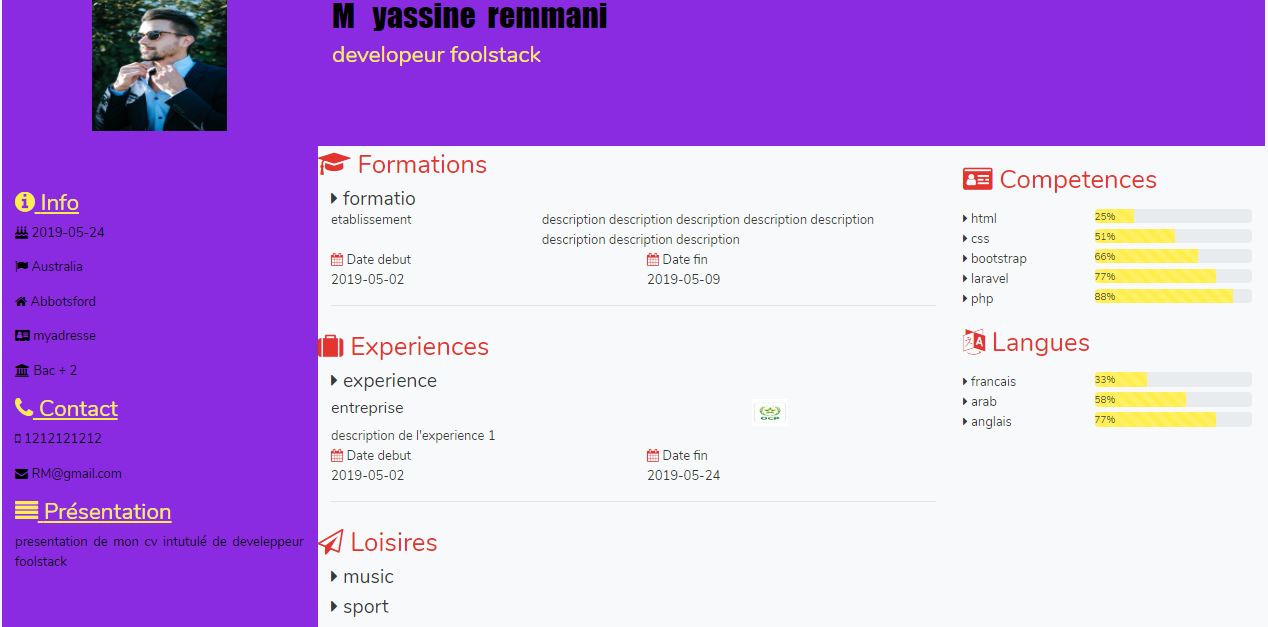 M yassine remmani
developeur foolstack
Info
2019-05-24
Australia
Abbotsford
myadresse
Bac + 2
Contact
1212121212
RM@gmail.com
Présentation
presentation de mon cv intutulé de develeppeur
foolstack
Formations
formatio
etablissement
description description description description description
description description description
Date debut
Date fin
2019-05-02
2019-05-09
Experiences
experience
entreprise
OCP
description de l'experience 1
Date debut
Date fin
2019-05-02
2019-05-24
Loisires
music
sport
Competences
html 25%
css 51%
bootstrap 66%
laravel 77%
php 88%
Langues
francais 33%
arab 58%
anglais 77%